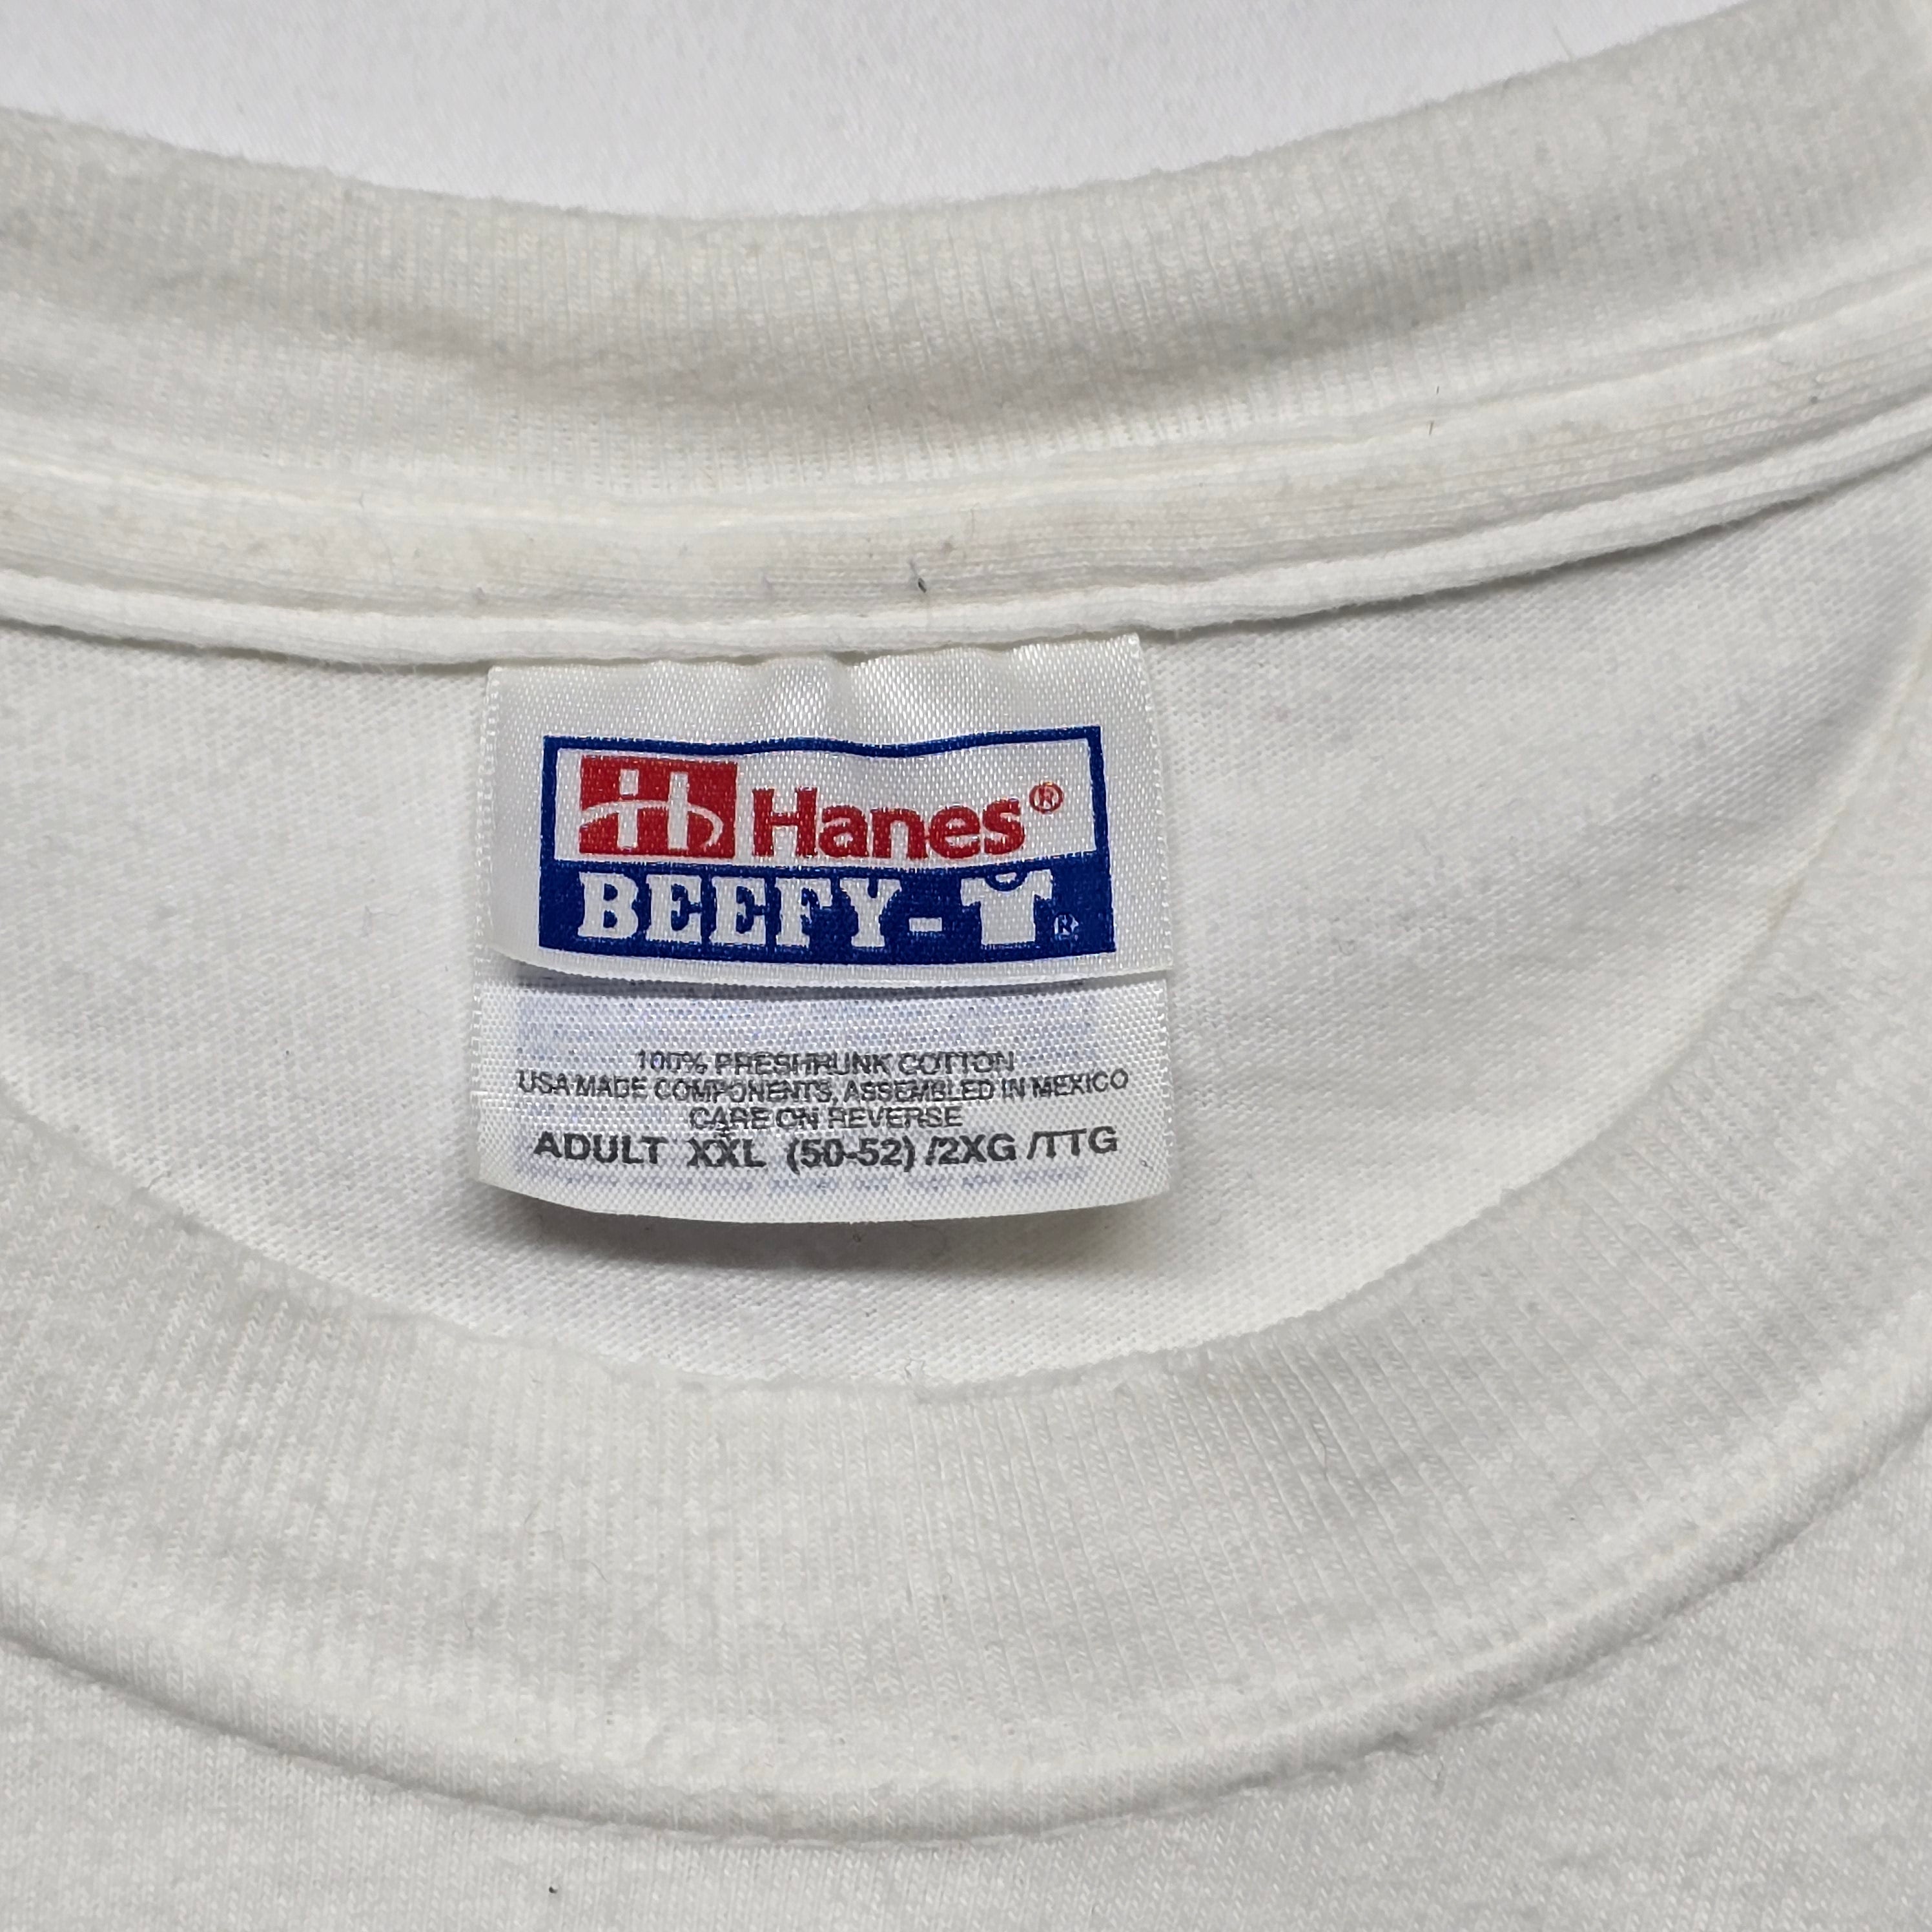 H Hanes®
BEEFY-T®
100% PRESHRUNK COTTON
USA MADE COMPONENTS, ASSEMBLED IN MEXICO
CARE ON REVERSE
ADULT XXL (50-52) /2XG /TTG